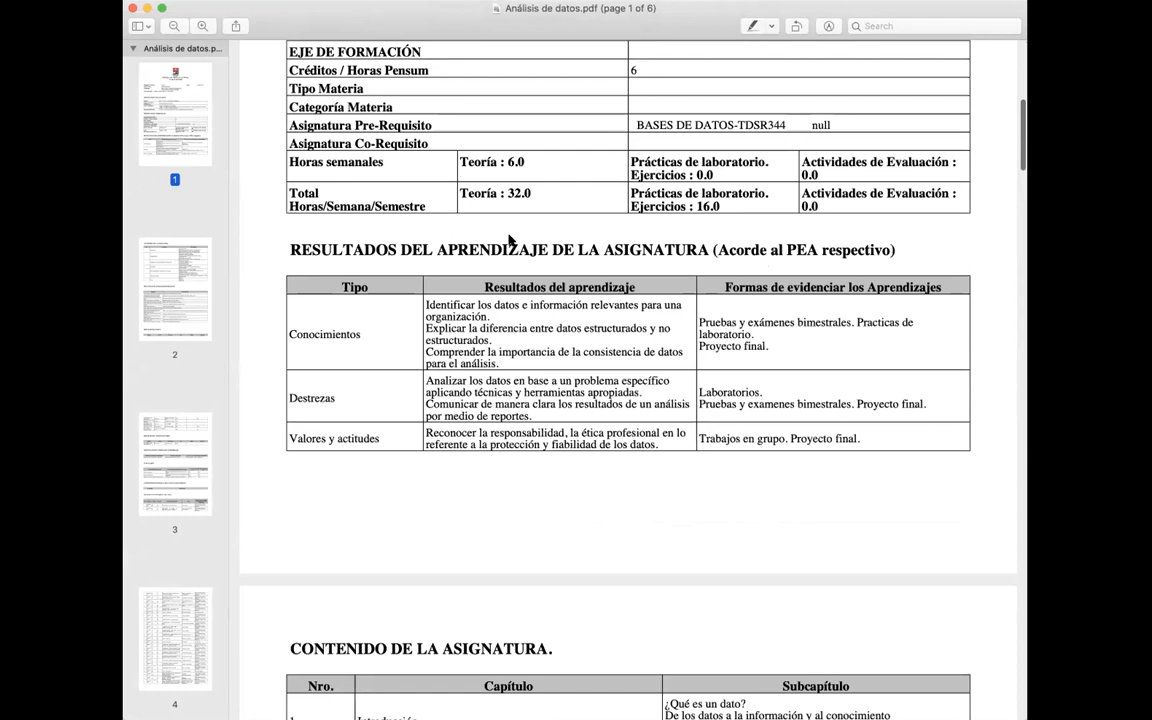 Análisis de datos.pdf (page 1 of 6)
Search
Análisis de datos.p...
1
2
3
4
EJE DE FORMACIÓN
Créditos / Horas Pensum 6
Tipo Materia
Categoría Materia
Asignatura Pre-Requisito BASES DE DATOS-TDSR344 null
Asignatura Co-Requisito
Horas semanales Teoría : 6.0 Prácticas de laboratorio. Actividades de Evaluación :
Ejercicios : 0.0 0.0
Total Teoría : 32.0 Prácticas de laboratorio. Actividades de Evaluación :
Horas/Semana/Semestre Ejercicios : 16.0 0.0
RESULTADOS DEL APRENDIZAJE DE LA ASIGNATURA (Acorde al PEA respectivo)
Tipo Resultados del aprendizaje Formas de evidenciar los Aprendizajes
Conocimientos
Identificar los datos e información relevantes para una
organización.
Explicar la diferencia entre datos estructurados y no
estructurados.
Comprender la importancia de la consistencia de datos
para el análisis.
Pruebas y exámenes bimestrales. Practicas de
laboratorio.
Proyecto final.
Destrezas
Analizar los datos en base a un problema específico
aplicando técnicas y herramientas apropiadas.
Comunicar de manera clara los resultados de un análisis
por medio de reportes.
Laboratorios.
Pruebas y examenes bimestrales. Proyecto final.
Valores y actitudes
Reconocer la responsabilidad, la ética profesional en lo
referente a la protección y fiabilidad de los datos.
Trabajos en grupo. Proyecto final.
CONTENIDO DE LA ASIGNATURA.
Nro. Capítulo Subcapítulo
¿Qué es un dato?
De los datos a la información y al conocimiento